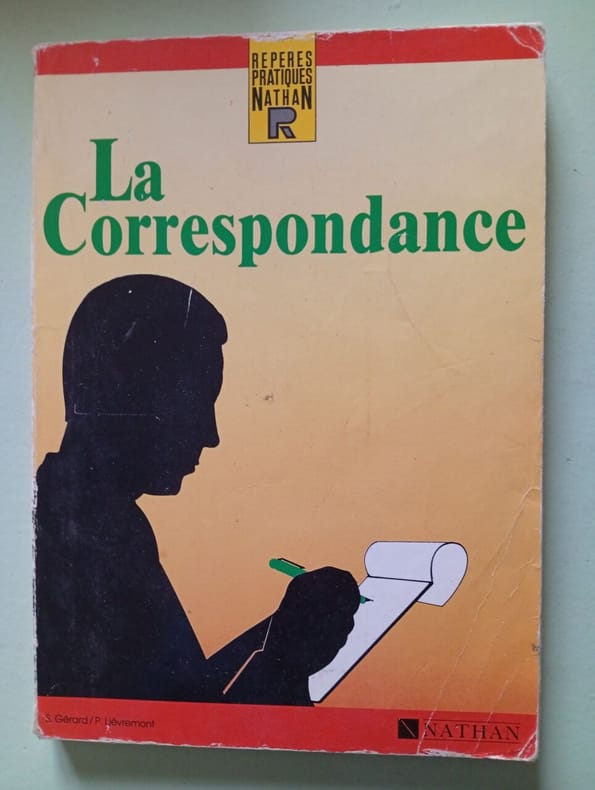 REPERES
PRATIQUES
NATHAN
R
La
Correspondance
S. Gérard / P. Lièvremont
NATHAN